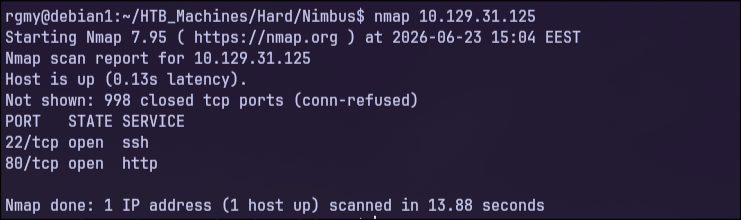 rgmy@debian1:~/HTB_Machines/Hard/Nimbus$ nmap 10.129.31.125
Starting Nmap 7.95 ( https://nmap.org ) at 2026-06-23 15:04 EEST
Nmap scan report for 10.129.31.125
Host is up (0.13s latency).
Not shown: 998 closed tcp ports (conn-refused)
PORT   STATE SERVICE
22/tcp open  ssh
80/tcp open  http

Nmap done: 1 IP address (1 host up) scanned in 13.88 seconds